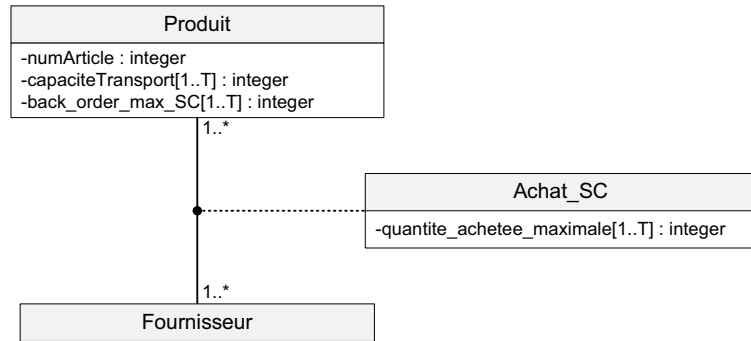 Produit
-numArticle : integer
-capaciteTransport[1..T] : integer
-back_order_max_SC[1..T] : integer
1..*
Achat_SC
-quantite_achetee_maximale[1..T] : integer
1..*
Fournisseur